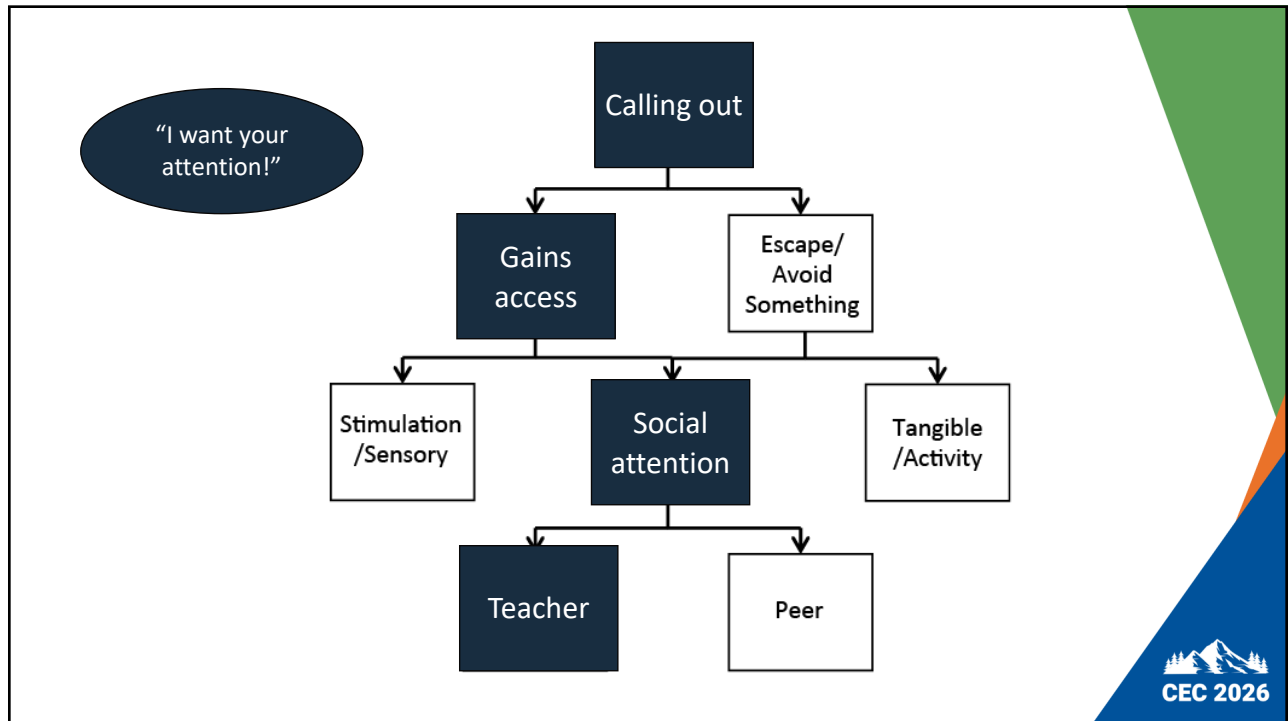 Calling out
“I want your
attention!”
Gains
access
Escape/
Avoid
Something
Stimulation
/Sensory
Social
attention
Tangible
/Activity
Teacher
Peer
CEC 2026